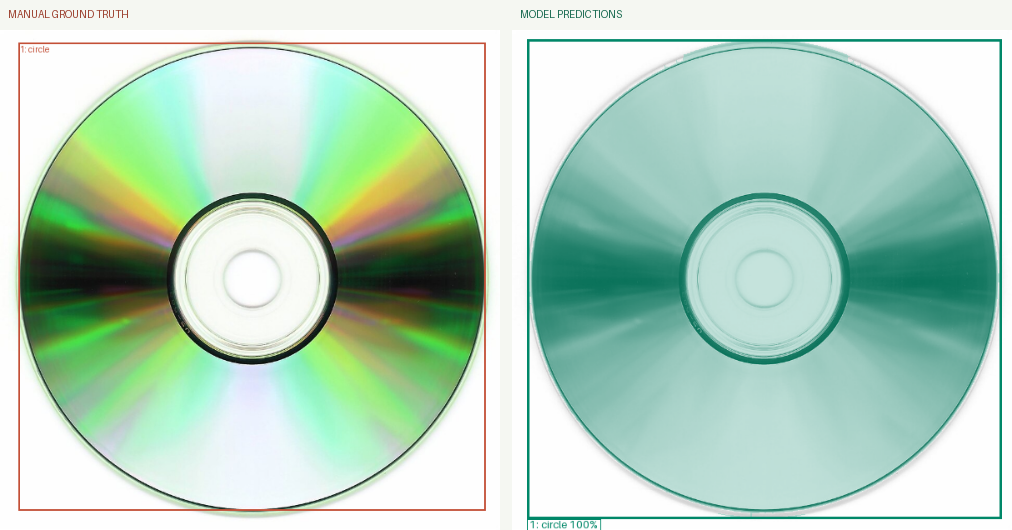 MANUAL GROUND TRUTH
MODEL PREDICTIONS
1: circle
1: circle 100%